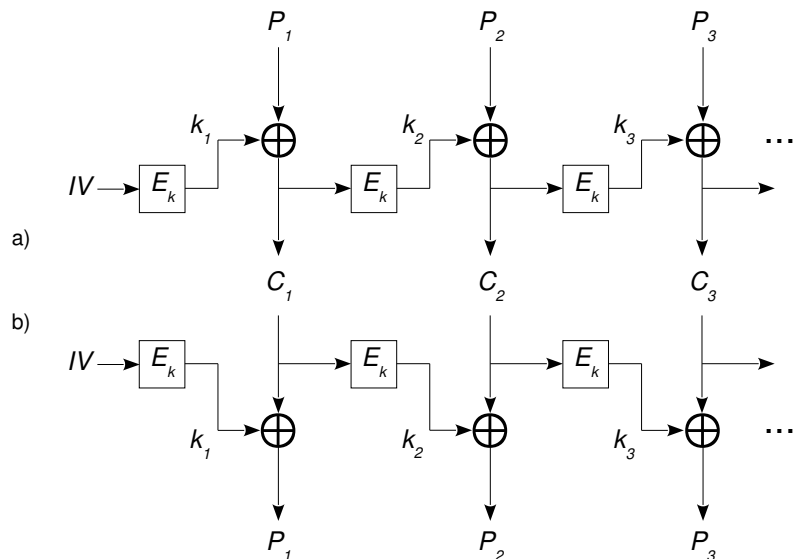 P1 P2 P3
k1 k2 k3 ...
IV Ek Ek Ek
a)
C1 C2 C3
b)
IV Ek Ek Ek
k1 k2 k3 ...
P1 P2 P3